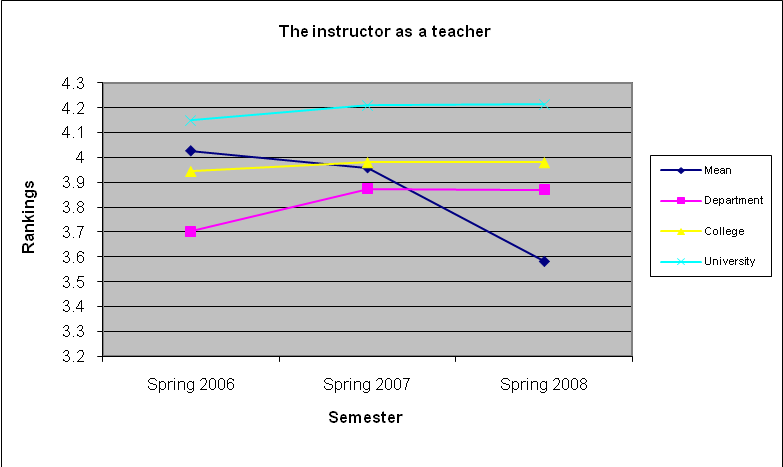 The instructor as a teacher
4.3
4.2
4.1
4
3.9
3.8
3.7
3.6
3.5
3.4
3.3
3.2
Rankings
Spring 2006
Spring 2007
Spring 2008
Semester
Mean
Department
College
University